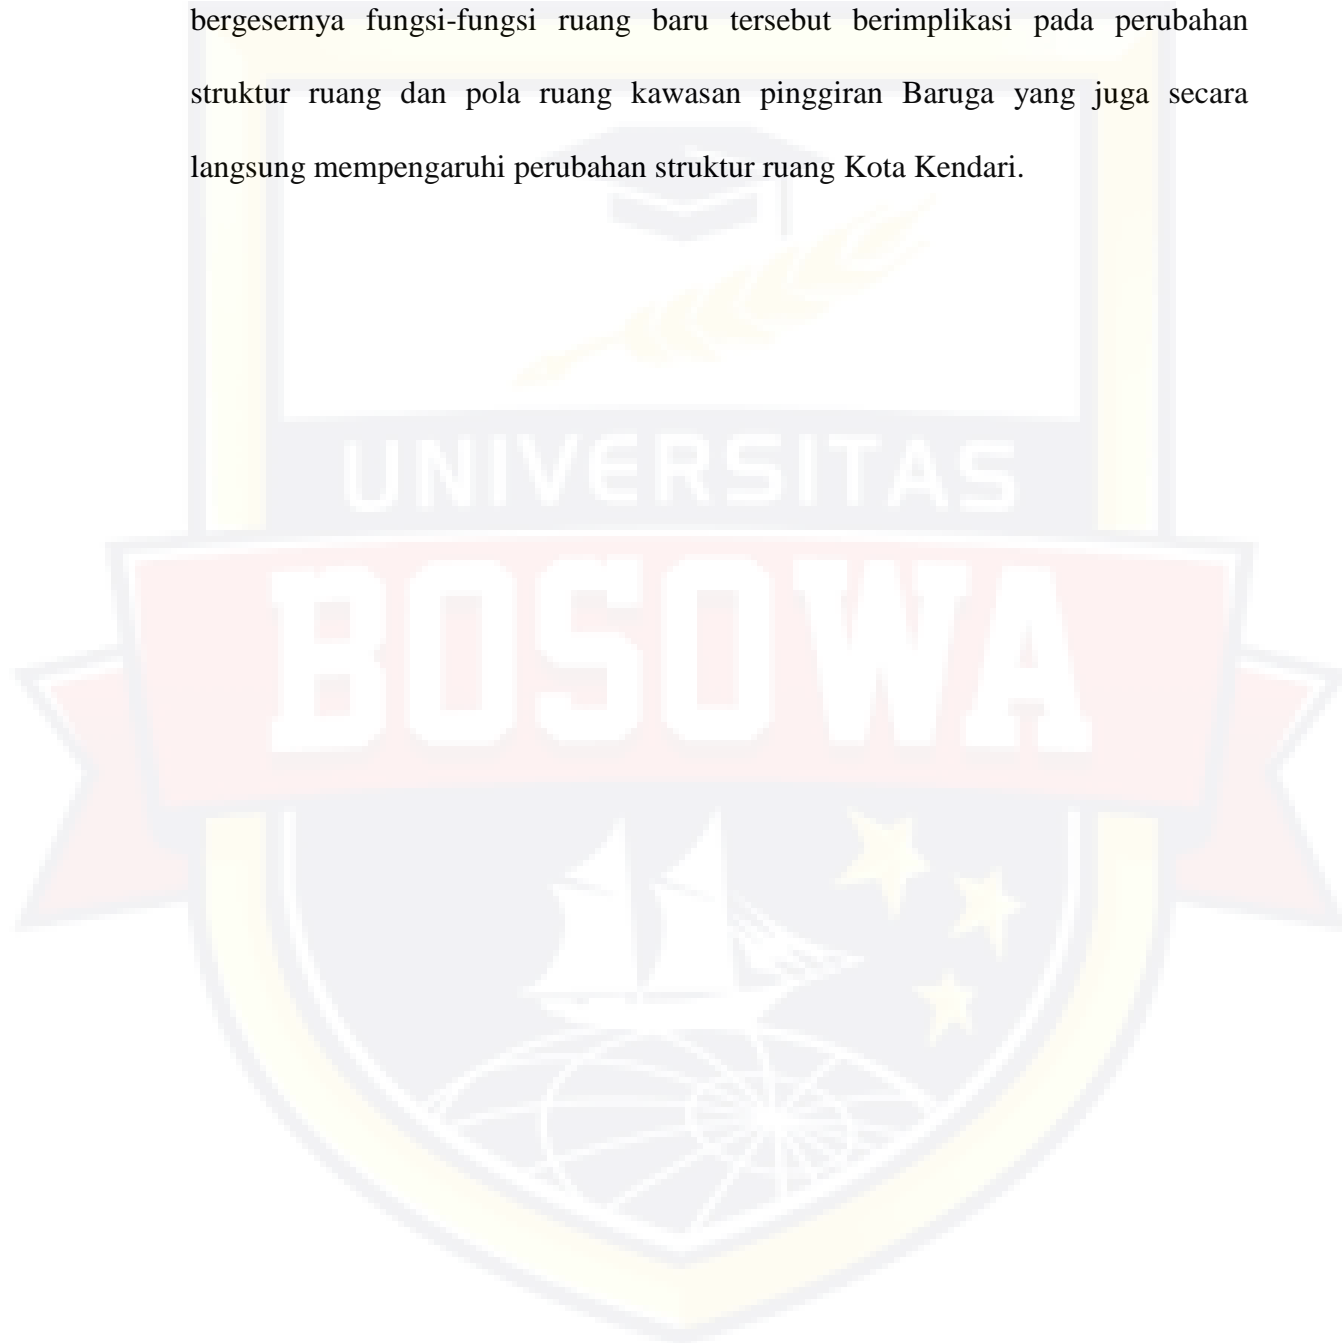 bergesernya fungsi-fungsi ruang baru tersebut berimplikasi pada perubahan
struktur ruang dan pola ruang kawasan pinggiran Baruga yang juga secara
langsung mempengaruhi perubahan struktur ruang Kota Kendari.
UNIVERSITAS
BOSOWA